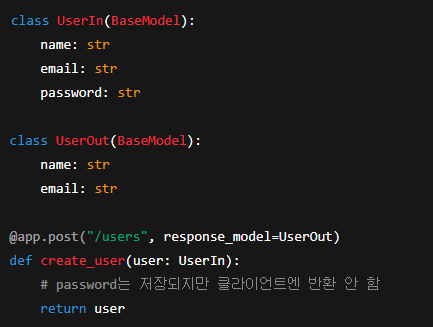 class UserIn(BaseModel):
    name: str
    email: str
    password: str
class UserOut(BaseModel):
    name: str
    email: str
@app.post("/users", response_model=UserOut)
def create_user(user: UserIn):
    # password는 저장되지만 클라이언트엔 반환 안 함
    return user